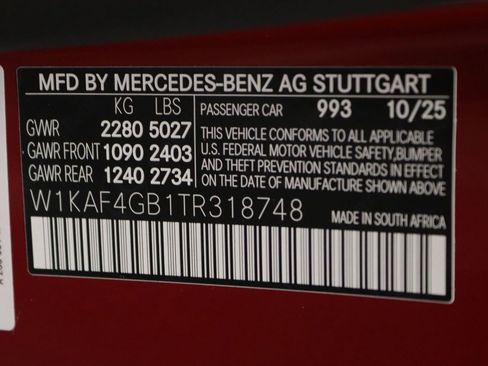 MFD BY MERCEDES-BENZ AG STUTTGART
KG LBS
GVWR 2280 5027
GAWR FRONT 1090 2403
GAWR REAR 1240 2734
PASSENGER CAR 993 10/25
THIS VEHICLE CONFORMS TO ALL APPLICABLE
U.S. FEDERAL MOTOR VEHICLE SAFETY, BUMPER,
AND THEFT PREVENTION STANDARDS IN EFFECT
ON THE DATE OF MANUFACTURE SHOWN ABOVE.
W1KAF4GB1TR318748
MADE IN SOUTH AFRICA